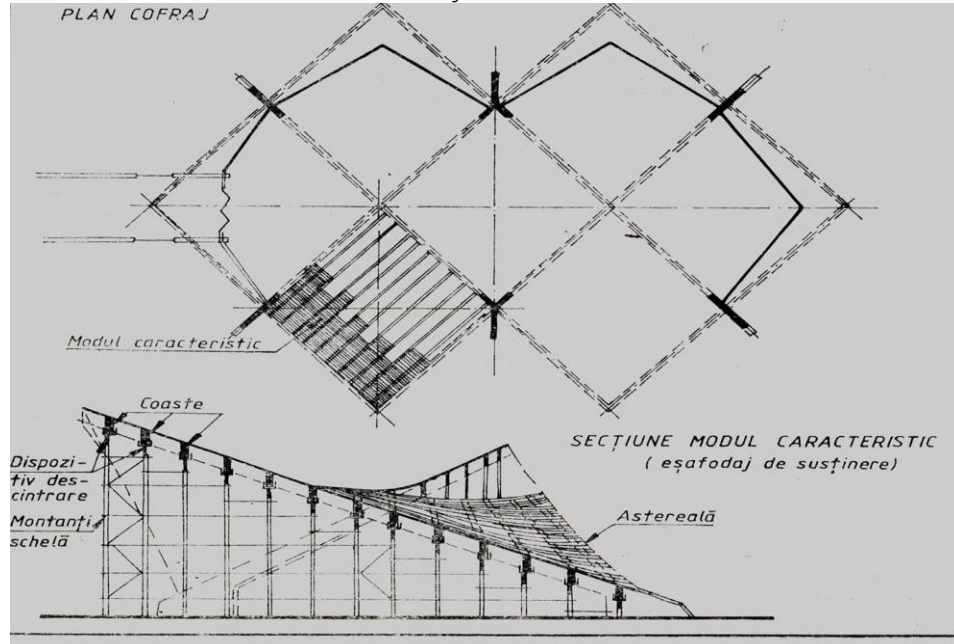 PLAN COFRAJ
Modul caracteristic
Coaste
SECȚIUNE MODUL CARACTERISTIC
(eșafodaj de susținere)
Dispozi-
tiv des-
cintrare
Montanți
schelă
Astereală